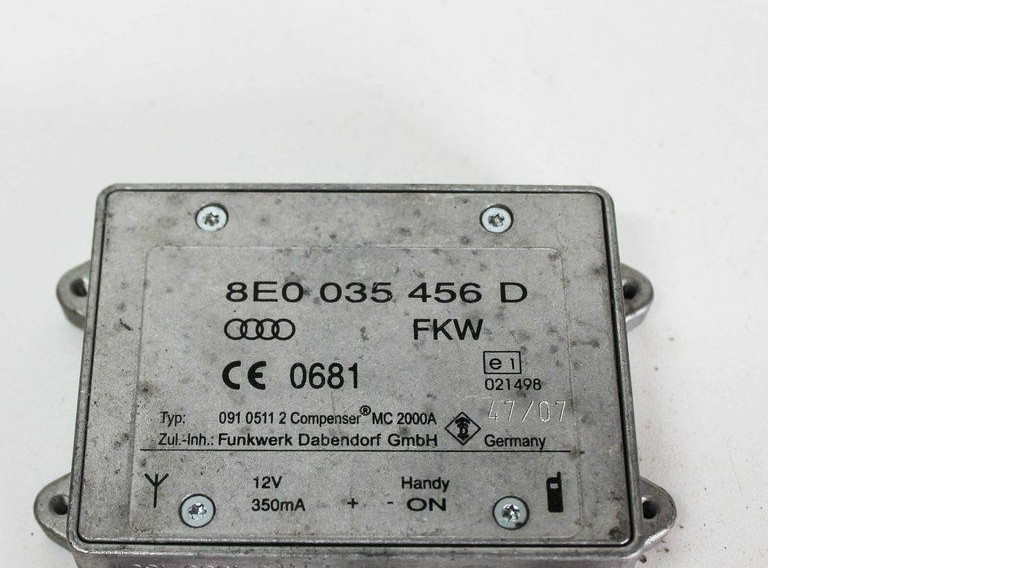 8E0 035 456 D
FKW
CE 0681
e 1
021498
47/07
Typ: 091 0511 2 Compenser® MC 2000A
Zul.-Inh.: Funkwerk Dabendorf GmbH Germany
12V Handy
350mA + - ON